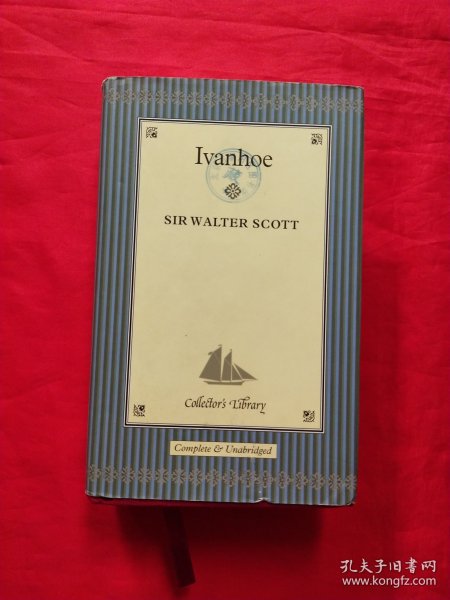 Ivanhoe
SIR WALTER SCOTT
Collector's Library
Complete & Unabridged
孔夫子旧书网
www.kongfz.com